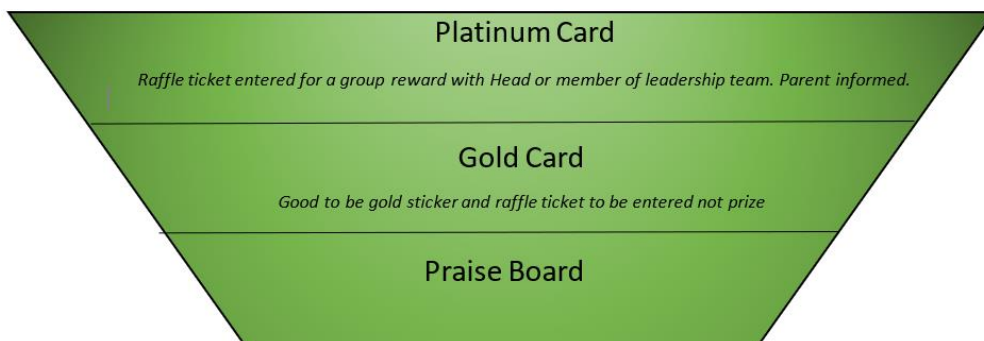 Platinum Card
Raffle ticket entered for a group reward with Head or member of leadership team. Parent informed.
Gold Card
Good to be gold sticker and raffle ticket to be entered not prize
Praise Board